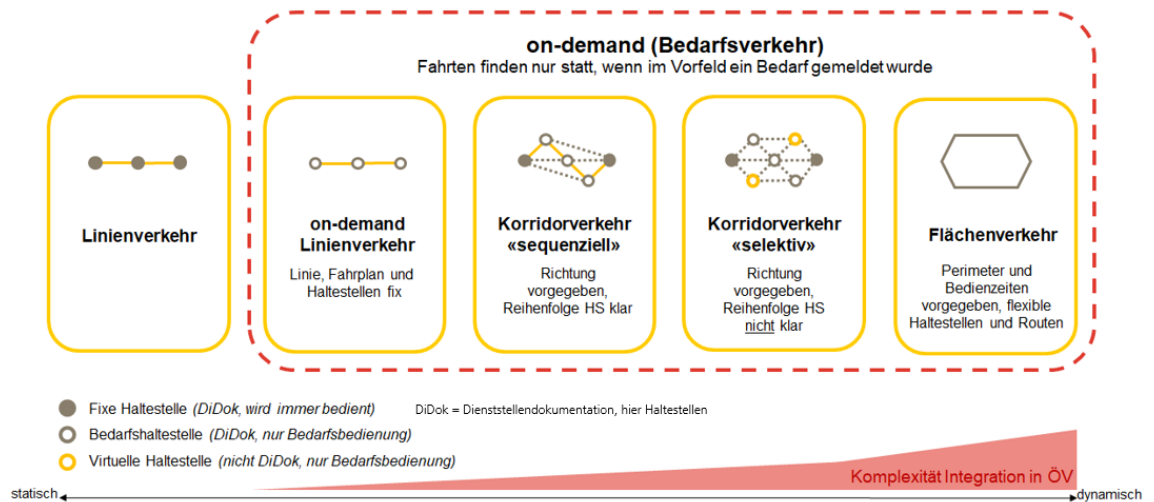 on-demand (Bedarfsverkehr)
Fahrten finden nur statt, wenn im Vorfeld ein Bedarf gemeldet wurde
Linienverkehr
on-demand
Linienverkehr
Linie, Fahrplan und
Haltestellen fix
Korridorverkehr
«sequenziell»
Richtung
vorgegeben,
Reihenfolge HS klar
Korridorverkehr
«selektiv»
Richtung
vorgegeben,
Reihenfolge HS
nicht klar
Flächenverkehr
Perimeter und
Bedienzeiten
vorgegeben, flexible
Haltestellen und Routen
Fixe Haltestelle (DiDok, wird immer bedient)
DiDok = Dienststellendokumentation, hier Haltestellen
Bedarfshaltestelle (DiDok, nur Bedarfsbedienung)
Virtuelle Haltestelle (nicht DiDok, nur Bedarfsbedienung)
Komplexität Integration in ÖV
statisch
dynamisch